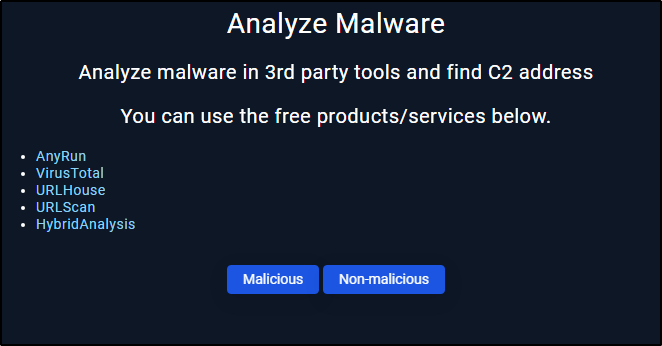 Analyze Malware
Analyze malware in 3rd party tools and find C2 address
You can use the free products/services below.
AnyRun
VirusTotal
URLHouse
URLScan
HybridAnalysis
Malicious Non-malicious